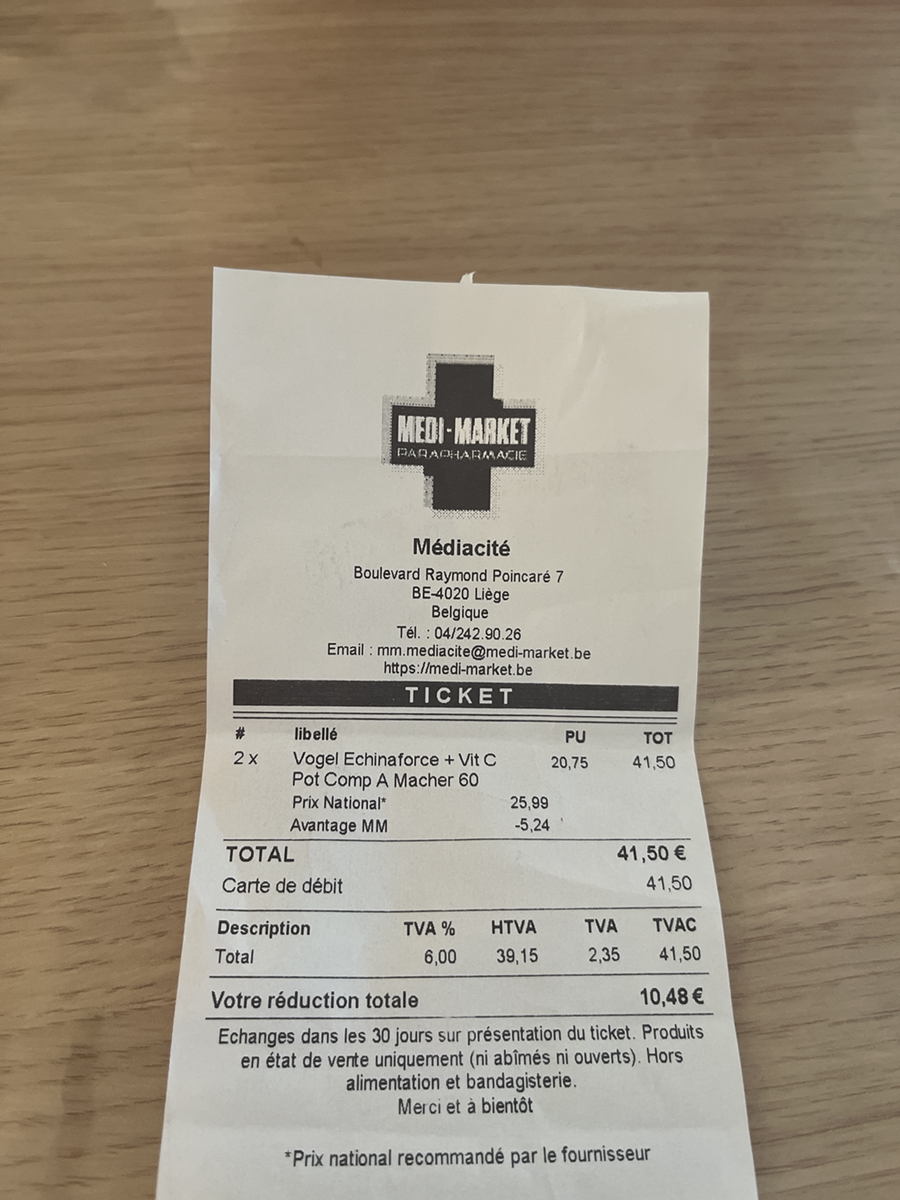 MEDI-MARKET
PARAPHARMACIE
Médiacité
Boulevard Raymond Poincaré 7
BE-4020 Liège
Belgique
Tél. : 04/242.90.26
Email : mm.mediacite@medi-market.be
https://medi-market.be
TICKET
# libellé PU TOT
2 x Vogel Echinaforce + Vit C 20,75 41,50
Pot Comp A Macher 60
Prix National* 25,99
Avantage MM -5,24
TOTAL 41,50 €
Carte de débit 41,50
Description TVA % HTVA TVA TVAC
Total 6,00 39,15 2,35 41,50
Votre réduction totale 10,48 €
Echanges dans les 30 jours sur présentation du ticket. Produits
en état de vente uniquement (ni abîmés ni ouverts). Hors
alimentation et bandagisterie.
Merci et à bientôt
*Prix national recommandé par le fournisseur